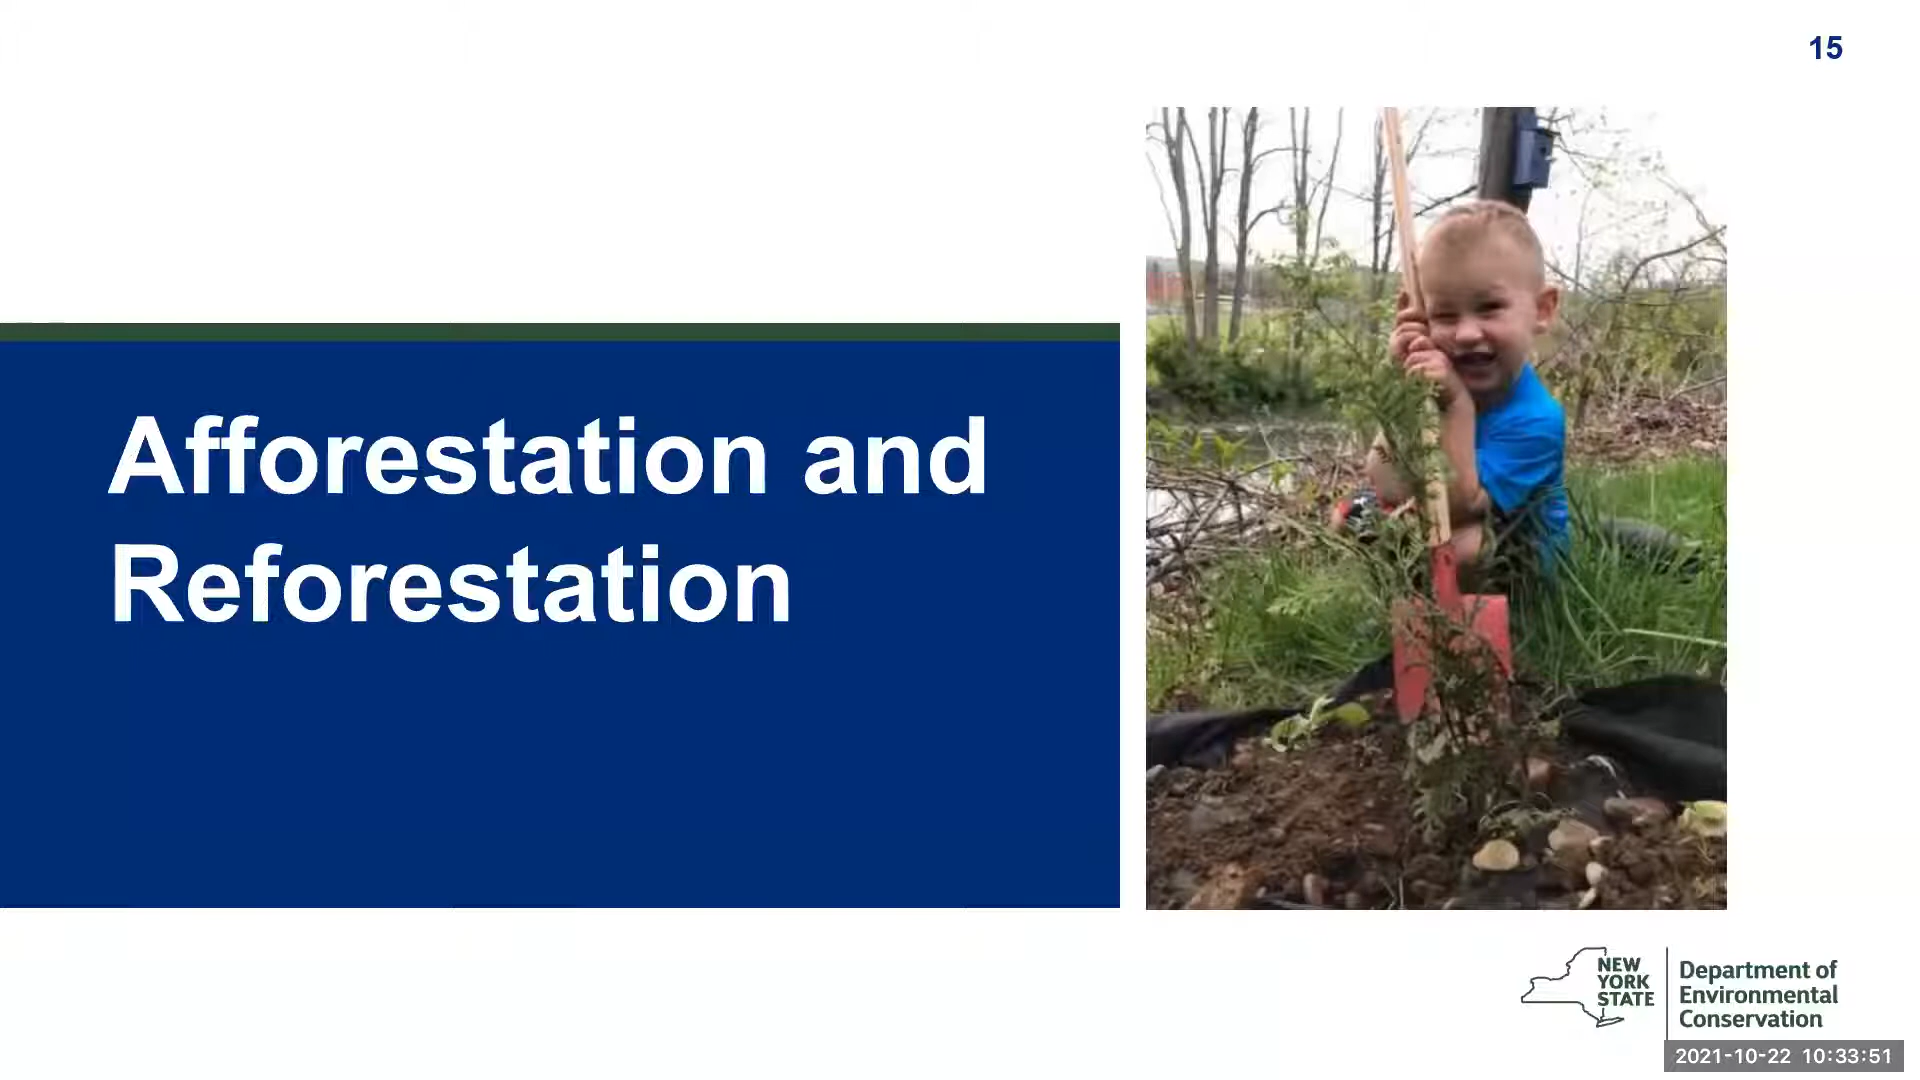 15
Afforestation and
Reforestation
NEW
YORK
STATE
Department of
Environmental
Conservation
2021-10-22 10:33:51